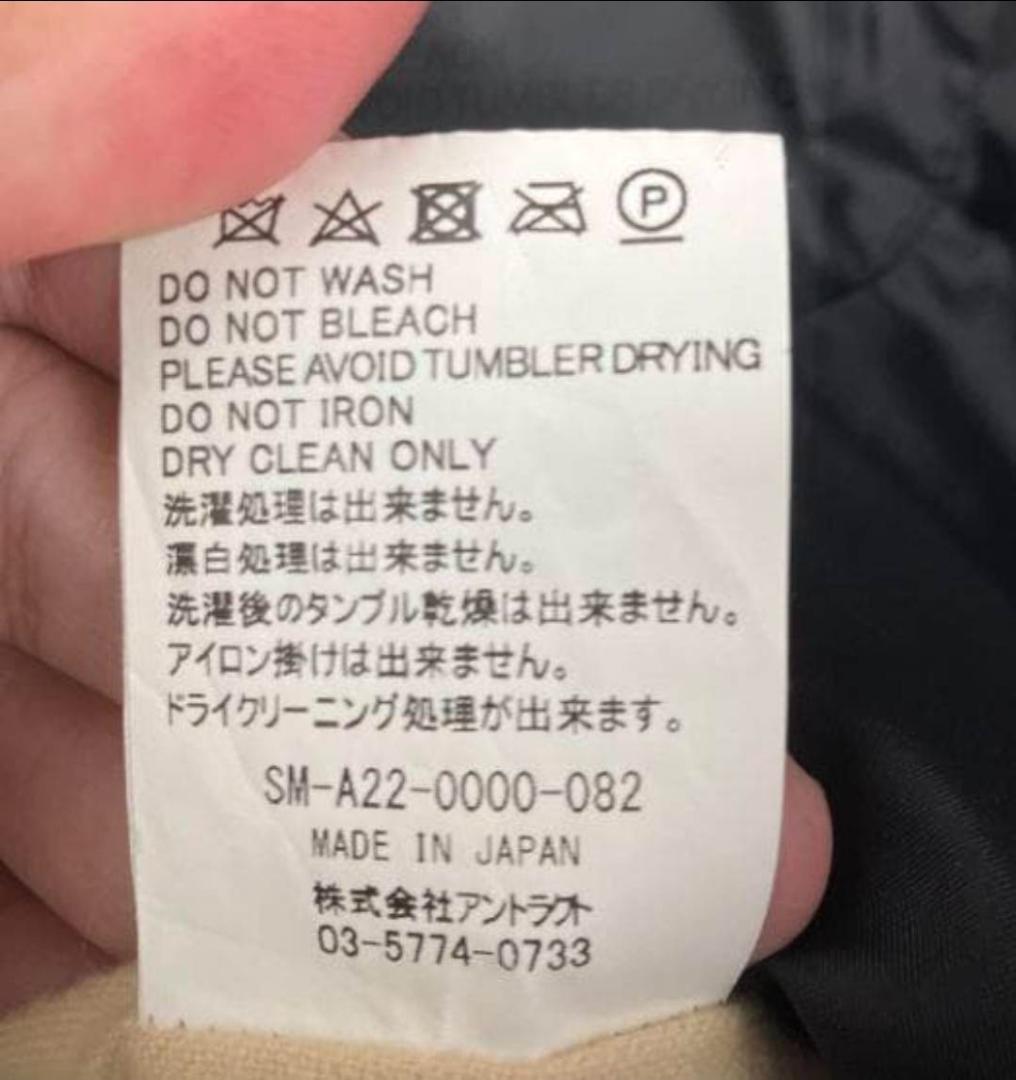 P
DO NOT WASH
DO NOT BLEACH
PLEASE AVOID TUMBLER DRYING
DO NOT IRON
DRY CLEAN ONLY
洗濯処理は出来ません。
漂白処理は出来ません。
洗濯後のタンブル乾燥は出来ません。
アイロン掛けは出来ません。
ドライクリーニング処理が出来ます。
SM-A22-0000-082
MADE IN JAPAN
株式会社アントラクト
03-5774-0733